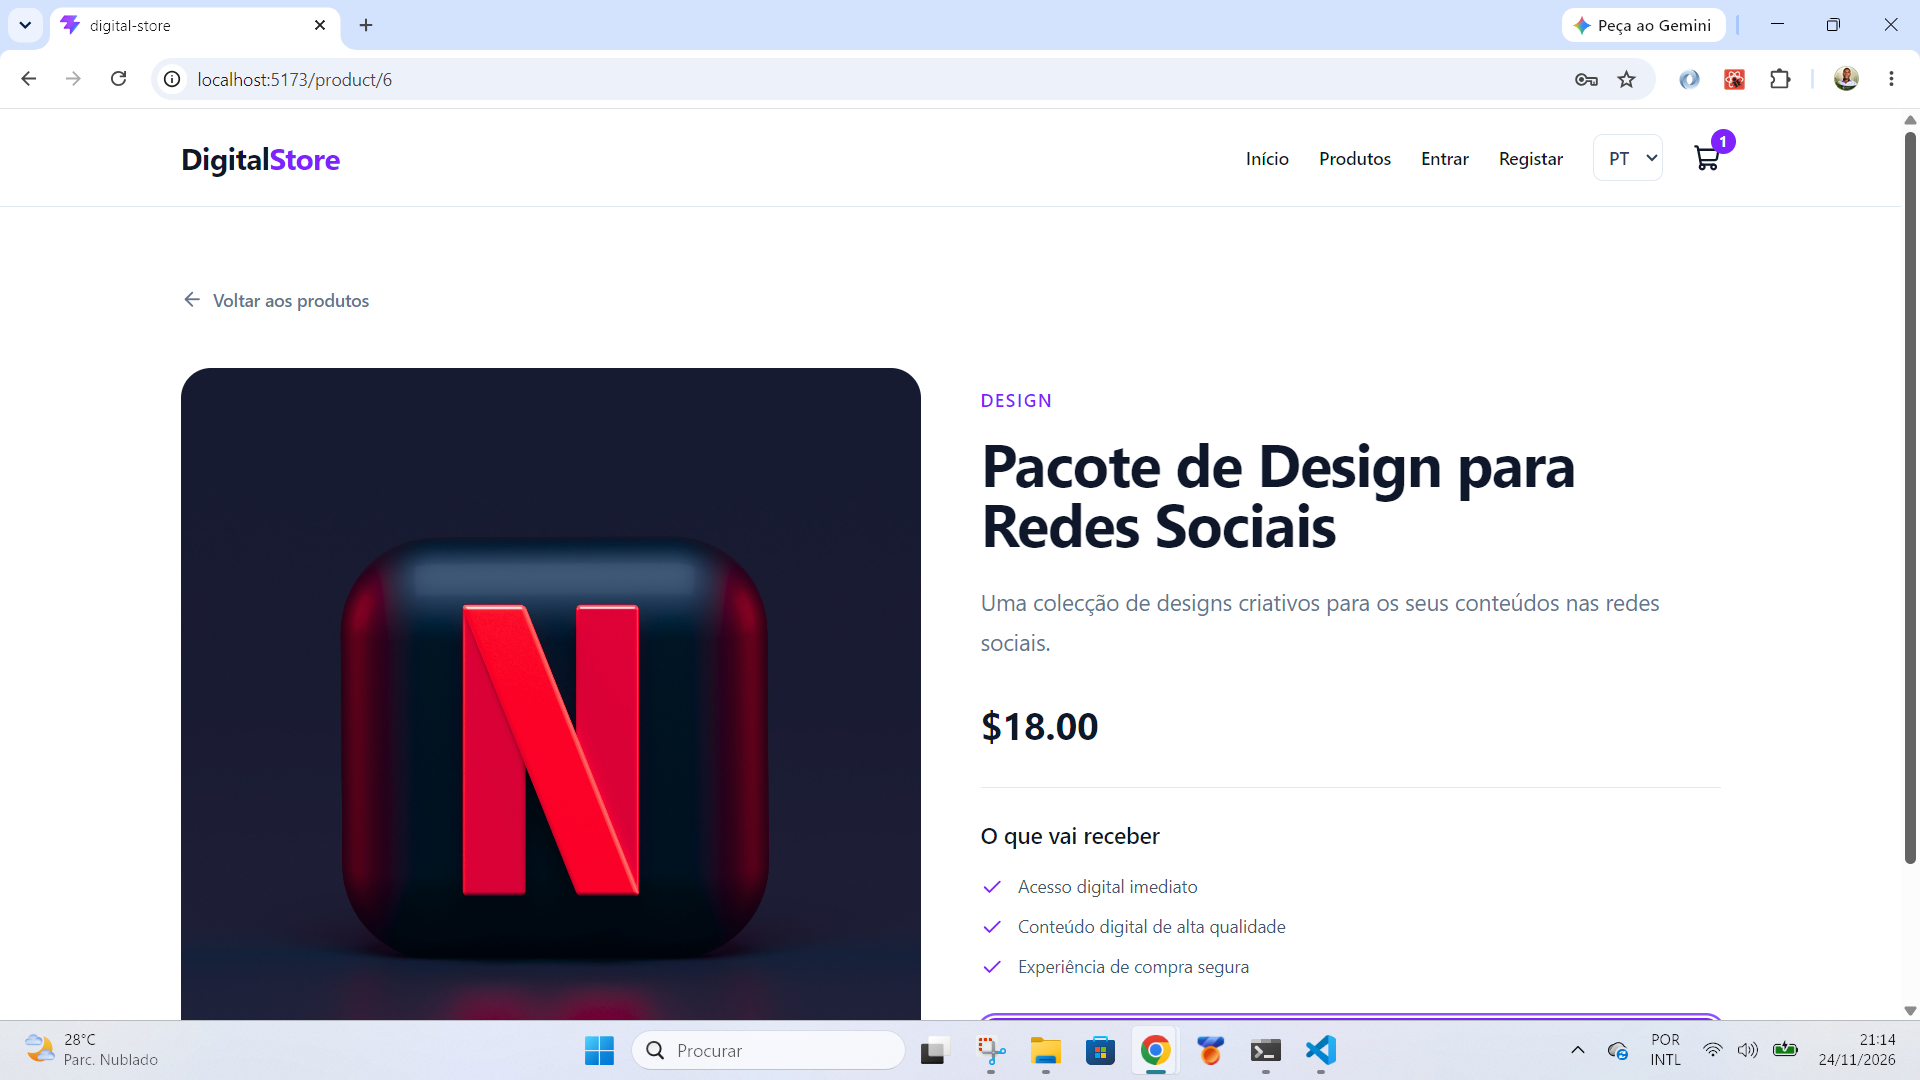 digital-store
Peça ao Gemini
localhost:5173/product/6
DigitalStore
Início
Produtos
Entrar
Registar
PT
1
Voltar aos produtos
N
DESIGN
Pacote de Design para
Redes Sociais
Uma colecção de designs criativos para os seus conteúdos nas redes
sociais.
$18.00
O que vai receber
Acesso digital imediato
Conteúdo digital de alta qualidade
Experiência de compra segura
28°C
Parc. Nublado
Procurar
POR
INTL
21:14
24/11/2026